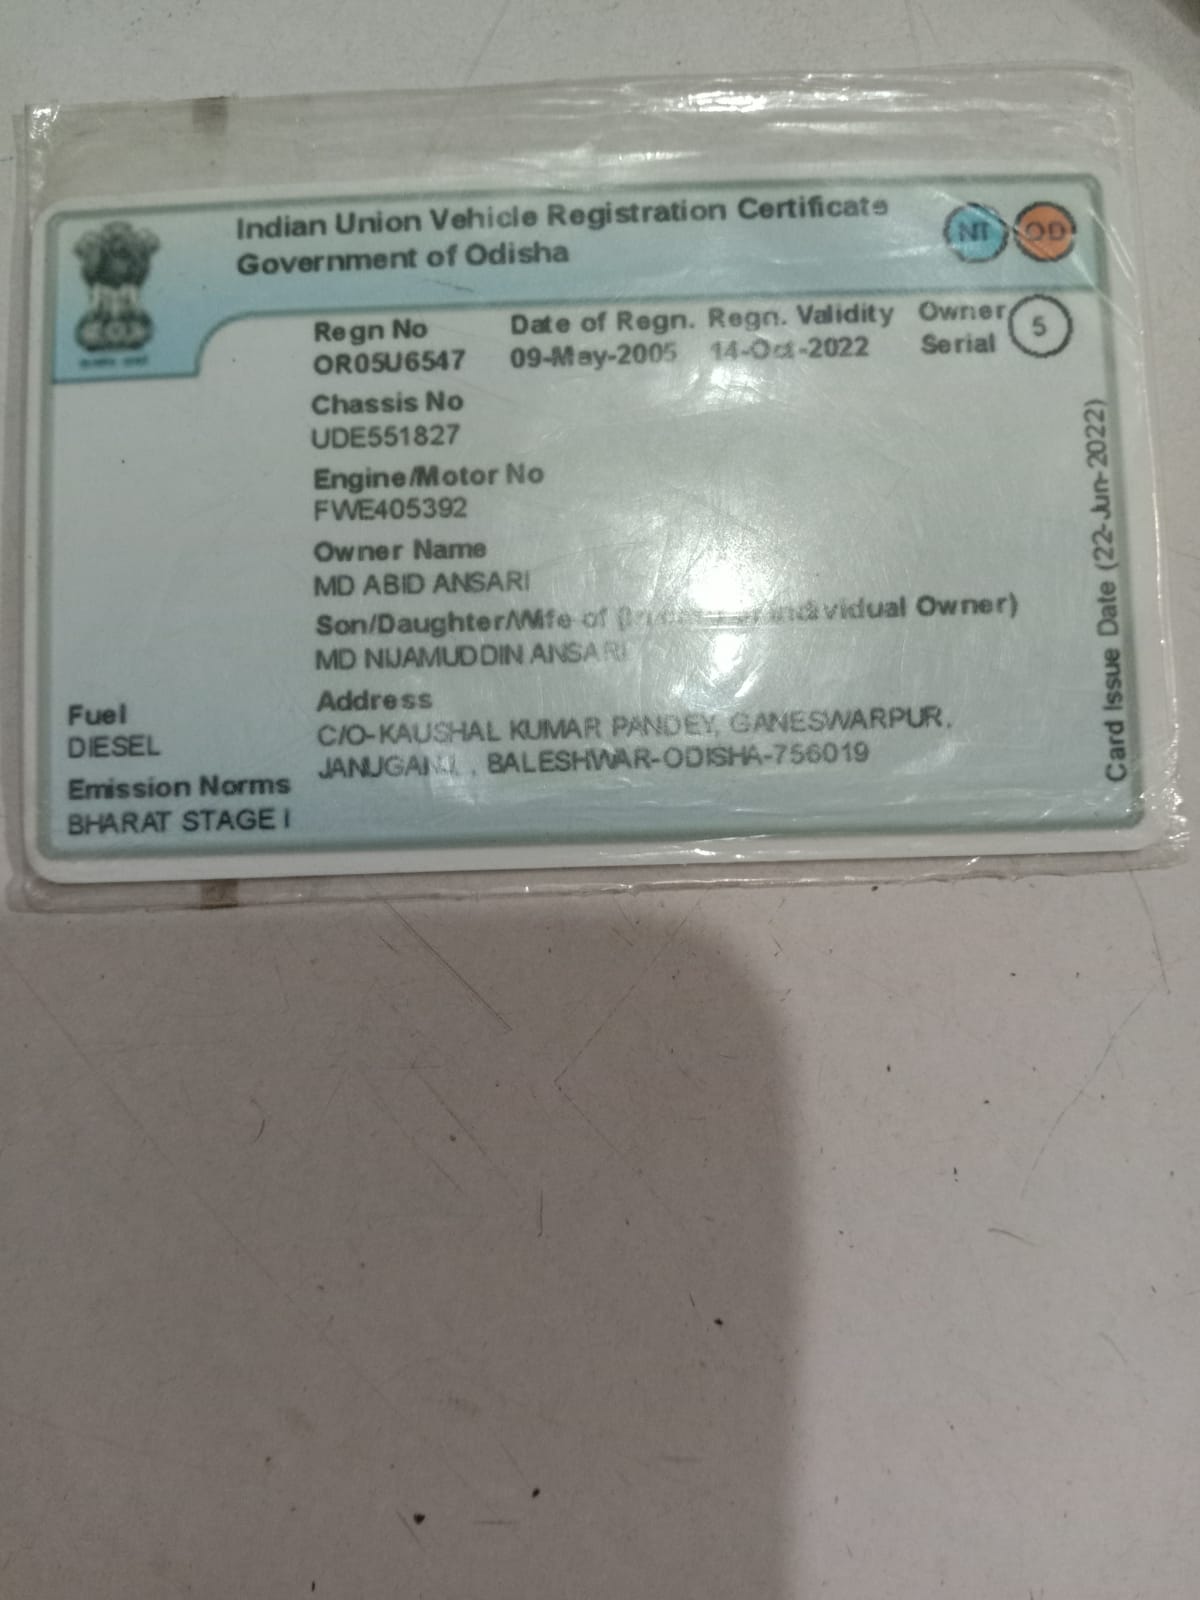 Indian Union Vehicle Registration Certificate
Government of Odisha
NT OD
Regn No Date of Regn. Regn. Validity Owner Serial 5
OR05U6547 09-May-2005 14-Oct-2022
Chassis No
UDE551827
Engine/Motor No
FWE405392
Owner Name
MD ABID ANSARI
Son/Daughter/Wife of Individual Owner)
MD NIJAMUDDIN ANSARI
Address
C/O-KAUSHAL KUMAR PANDEY, GANESWARPUR,
, BALESHWAR-ODISHA-756019
Fuel
DIESEL
Emission Norms
BHARAT STAGE I
Card Issue Date (22-Jun-2022)